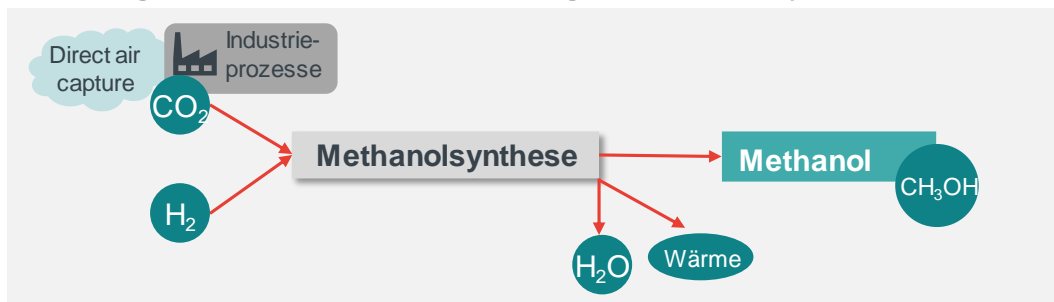 Direct air
capture
Industrie-
prozesse
CO₂
Methanolsynthese
Methanol
CH₃OH
H₂
H₂O
Wärme